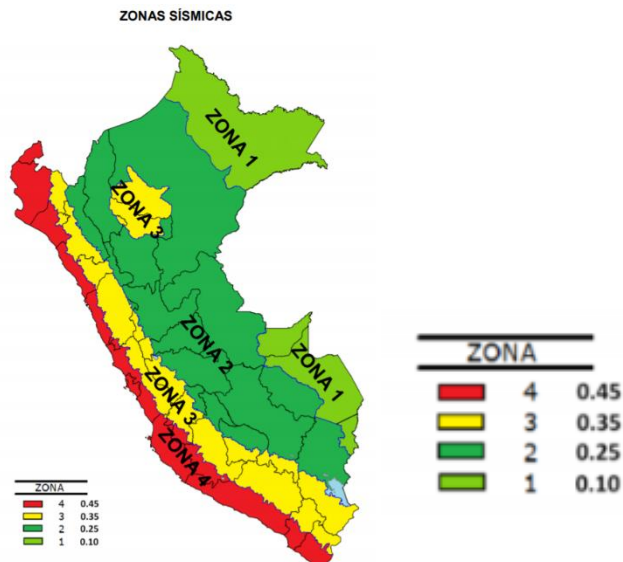 ZONAS SÍSMICAS
ZONA 1
ZONA 3
ZONA 2
ZONA 1
ZONA 3
ZONA 4
ZONA
4 0.45
3 0.35
2 0.25
1 0.10
ZONA
4 0.45
3 0.35
2 0.25
1 0.10